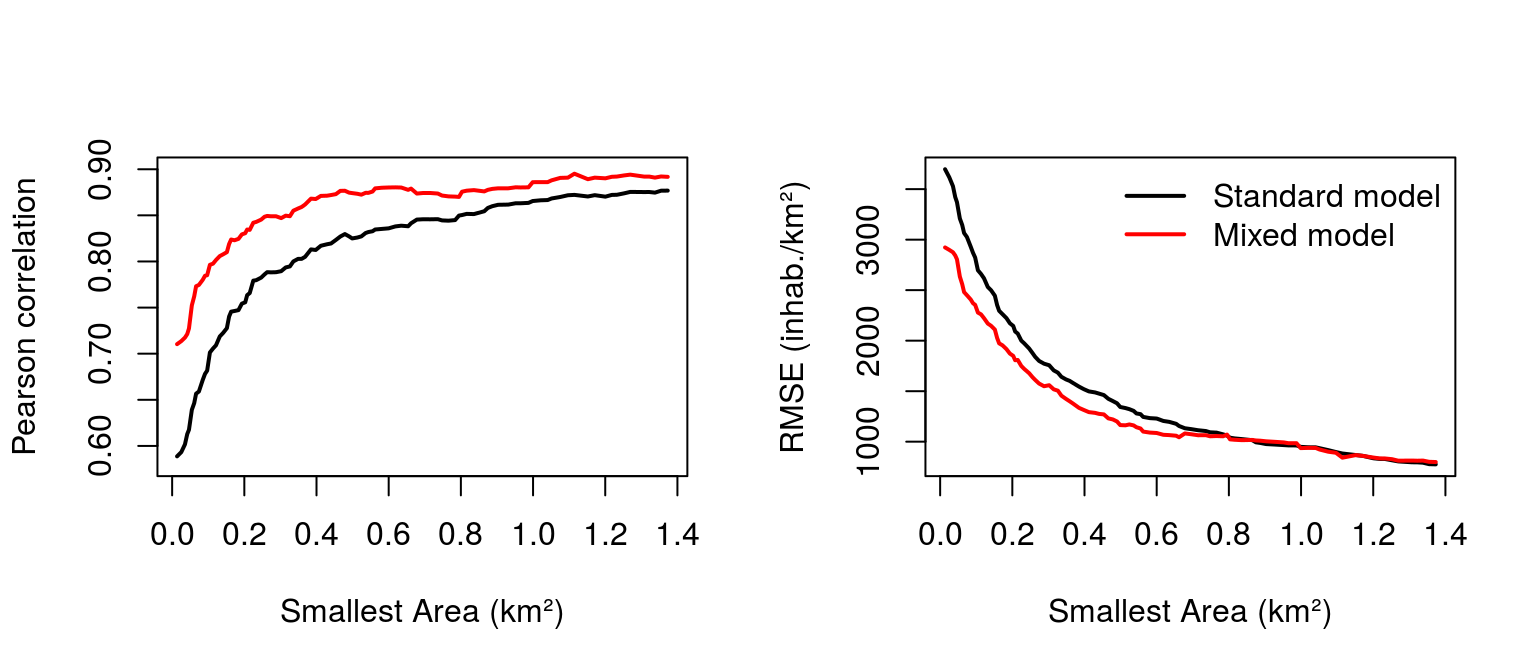 Pearson correlation
0.60 0.70 0.80 0.90
0.0 0.2 0.4 0.6 0.8 1.0 1.2 1.4
Smallest Area (km²)
RMSE (inhab./km²)
1000 2000 3000
Standard model
Mixed model
0.0 0.2 0.4 0.6 0.8 1.0 1.2 1.4
Smallest Area (km²)